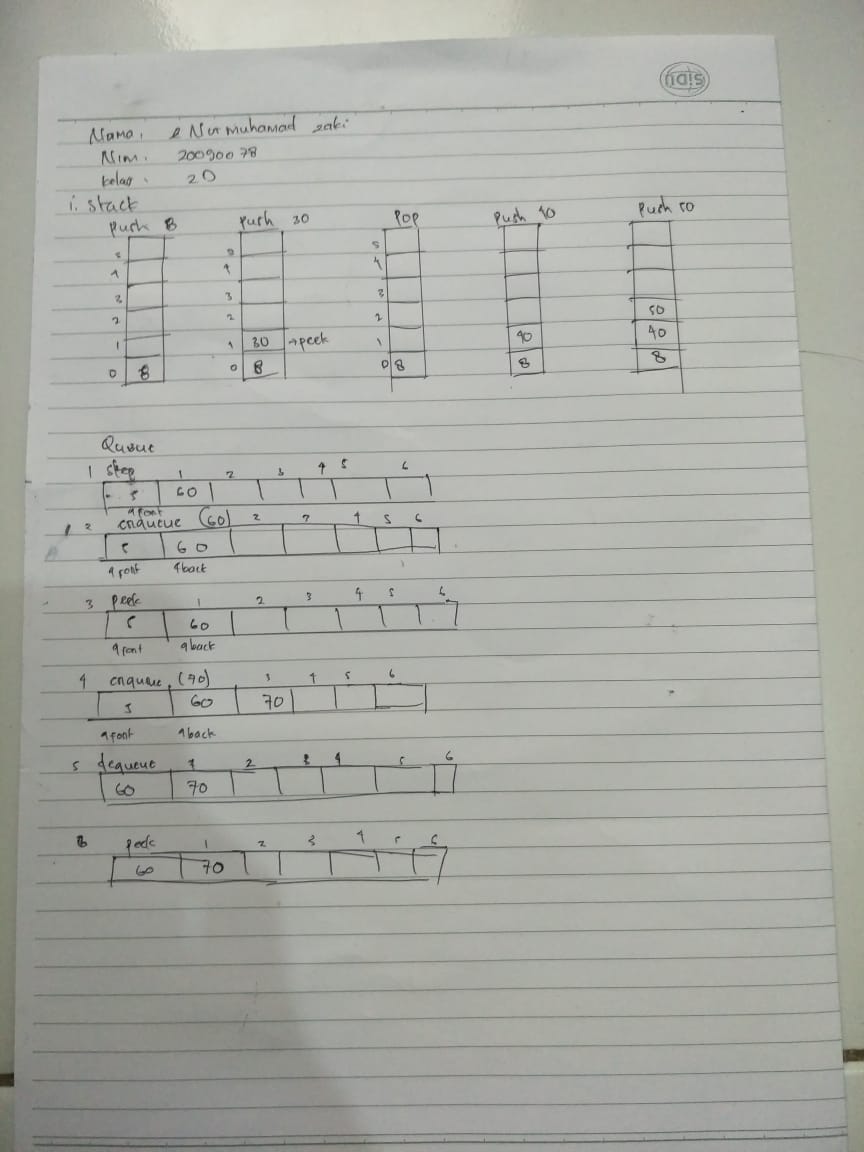 SIDU
Nama. Nur muhamad zaki
Nim. 20090078
kelas. 2D
1. Stack
push 8 push 30 Pop Push 40 Push 50
5 5 5
4 4 4
3 3 3
2 2 2 50
1 1 30 →peek 1 40 40
0 8 0 8 0 8 8 8
Queue
1 step 1 2 3 4 5 6
5 60
font
2 enqueue (60) 2 3 4 5 6
5 60
font back
3 peek 1 2 3 4 5 6
5 60
font back
4 enqueue (70) 3 4 5 6
5 60 70
font back
5 dequeue 1 2 3 4 5 6
60 70
6 peek 1 2 3 4 5 6
60 70